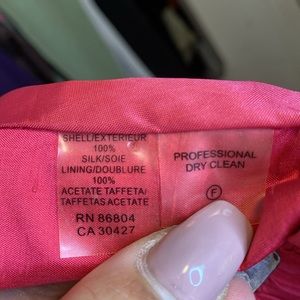 SHELL/EXTERIEUR
100%
SILK/SOIE
LINING/DOUBLURE
100%
ACETATE TAFFETA/
TAFFETAS ACETATE
RN 86804
CA 30427
PROFESSIONAL
DRY CLEAN
F